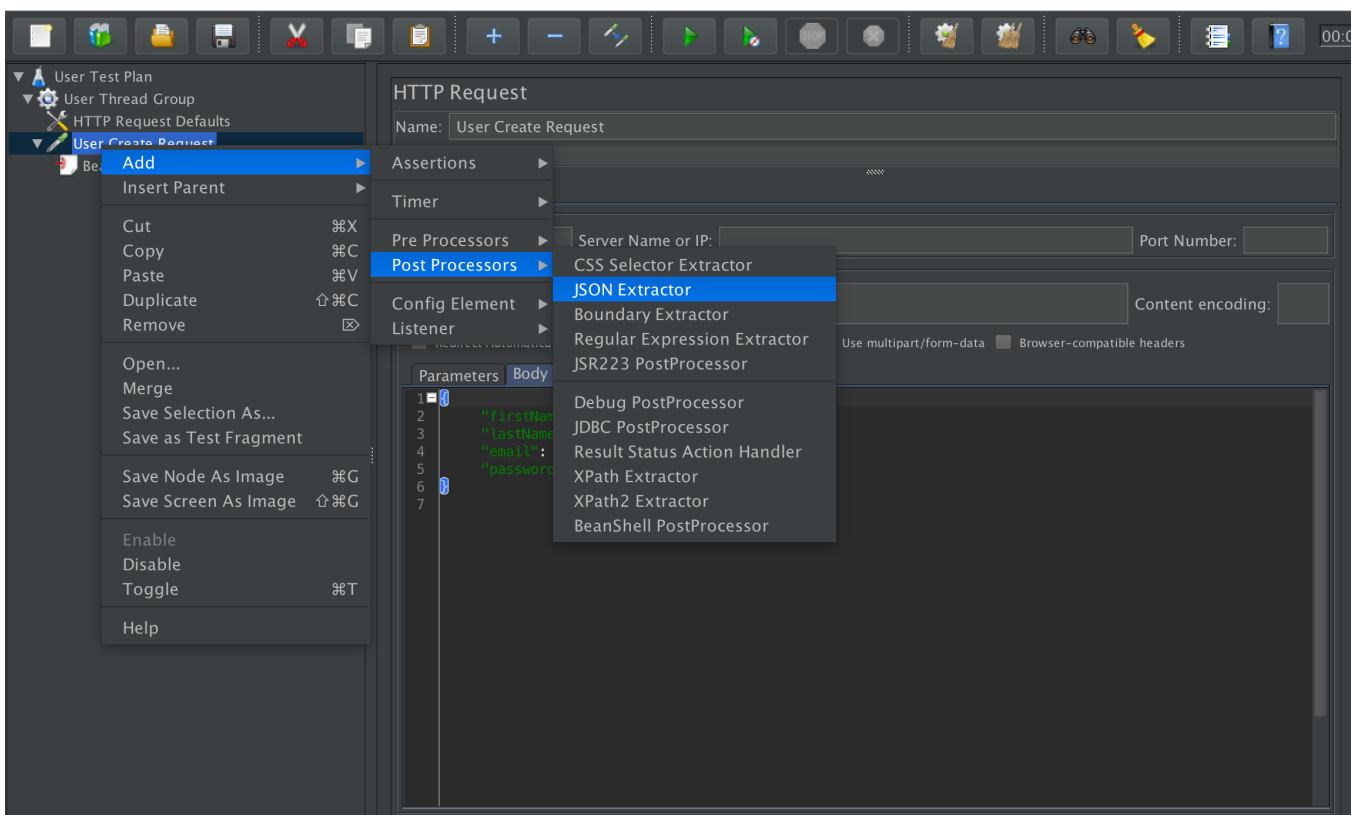 00:0
User Test Plan
User Thread Group
HTTP Request Defaults
User Create Request
HTTP Request
Name: User Create Request
Add
Insert Parent
Cut ⌘X
Copy ⌘C
Paste ⌘V
Duplicate ⇧⌘C
Remove ⌦
Open...
Merge
Save Selection As...
Save as Test Fragment
Save Node As Image ⌘G
Save Screen As Image ⇧⌘G
Enable
Disable
Toggle ⌘T
Help
Assertions
Timer
Pre Processors
Post Processors
Config Element
Listener
Server Name or IP: Port Number:
CSS Selector Extractor
JSON Extractor
Boundary Extractor
Regular Expression Extractor
JSR223 PostProcessor
Debug PostProcessor
JDBC PostProcessor
Result Status Action Handler
XPath Extractor
XPath2 Extractor
BeanShell PostProcessor
Content encoding:
Use multipart/form-data Browser-compatible headers
Parameters Body
1 {
2 "firstNam
3 "lastName
4 "email":
5 "password
6 }
7